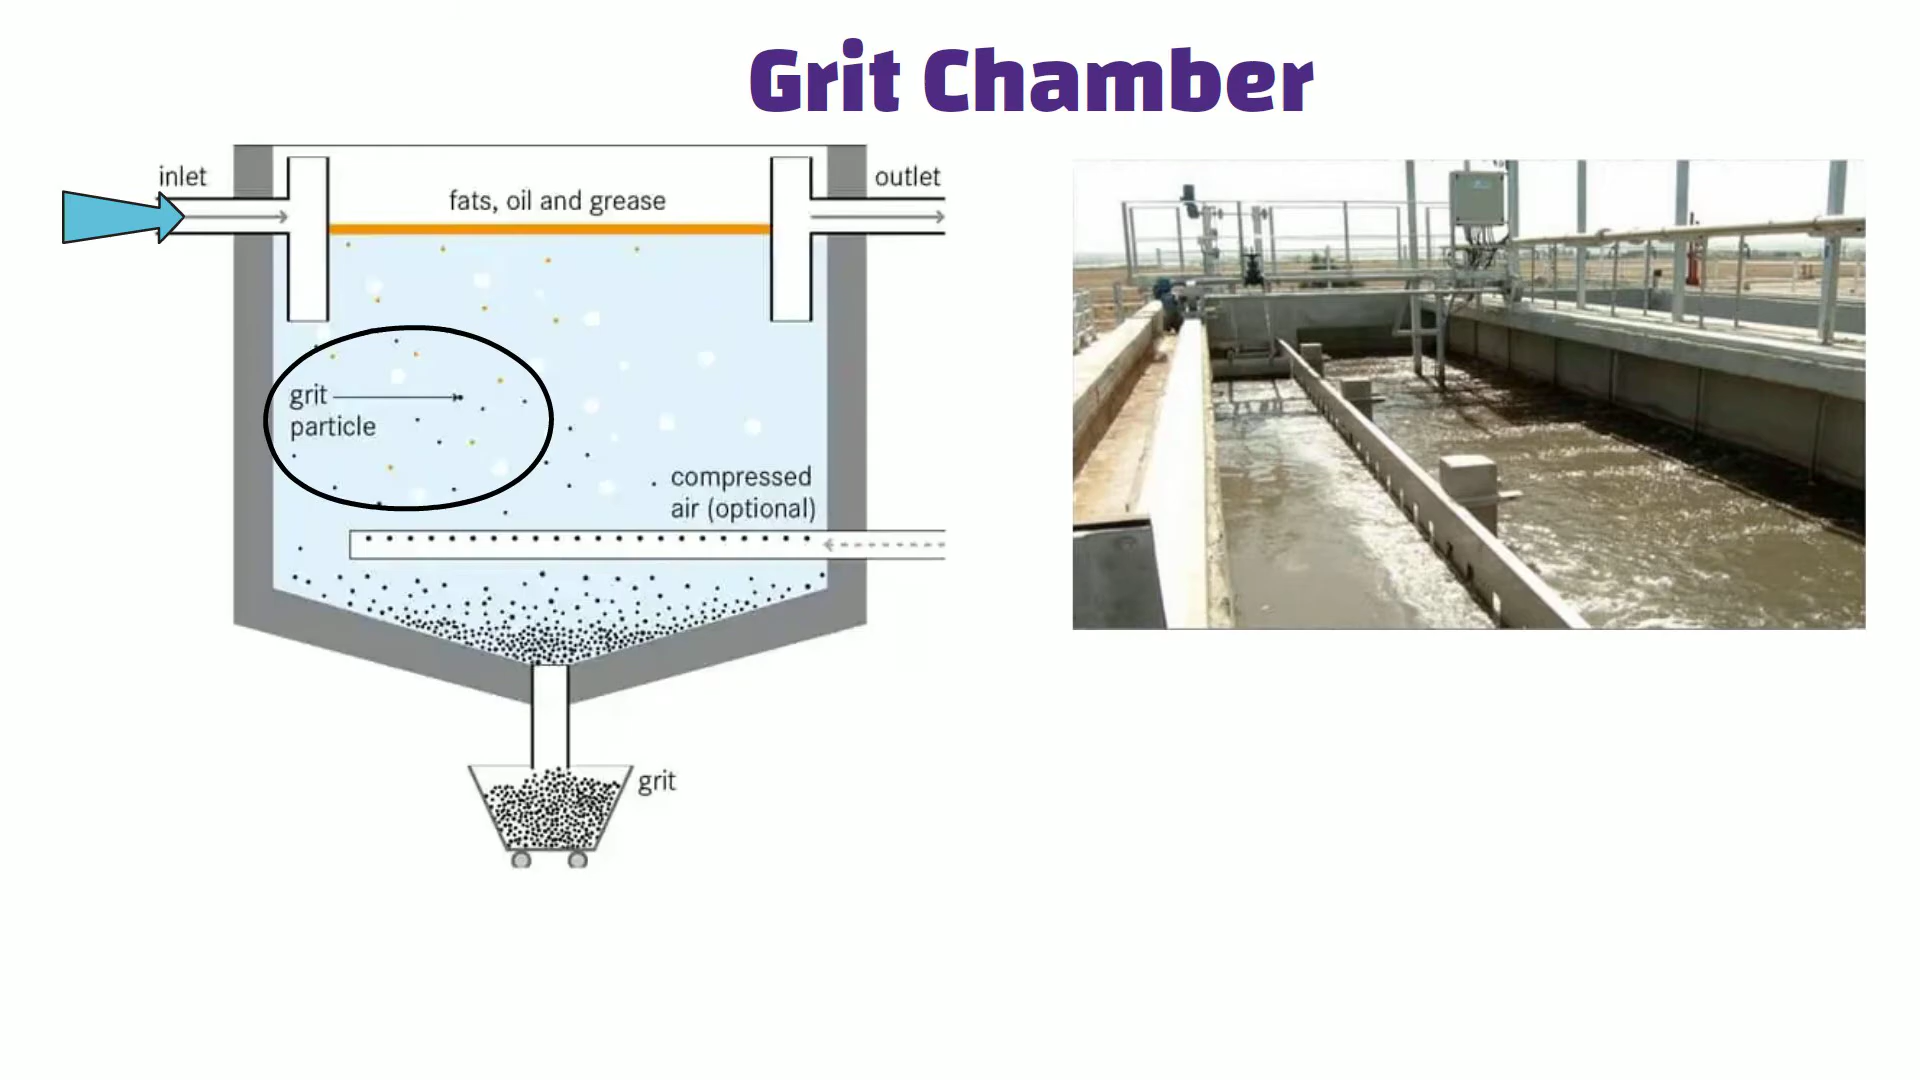 Grit Chamber
inlet
fats, oil and grease
outlet
grit
particle
compressed
air (optional)
grit